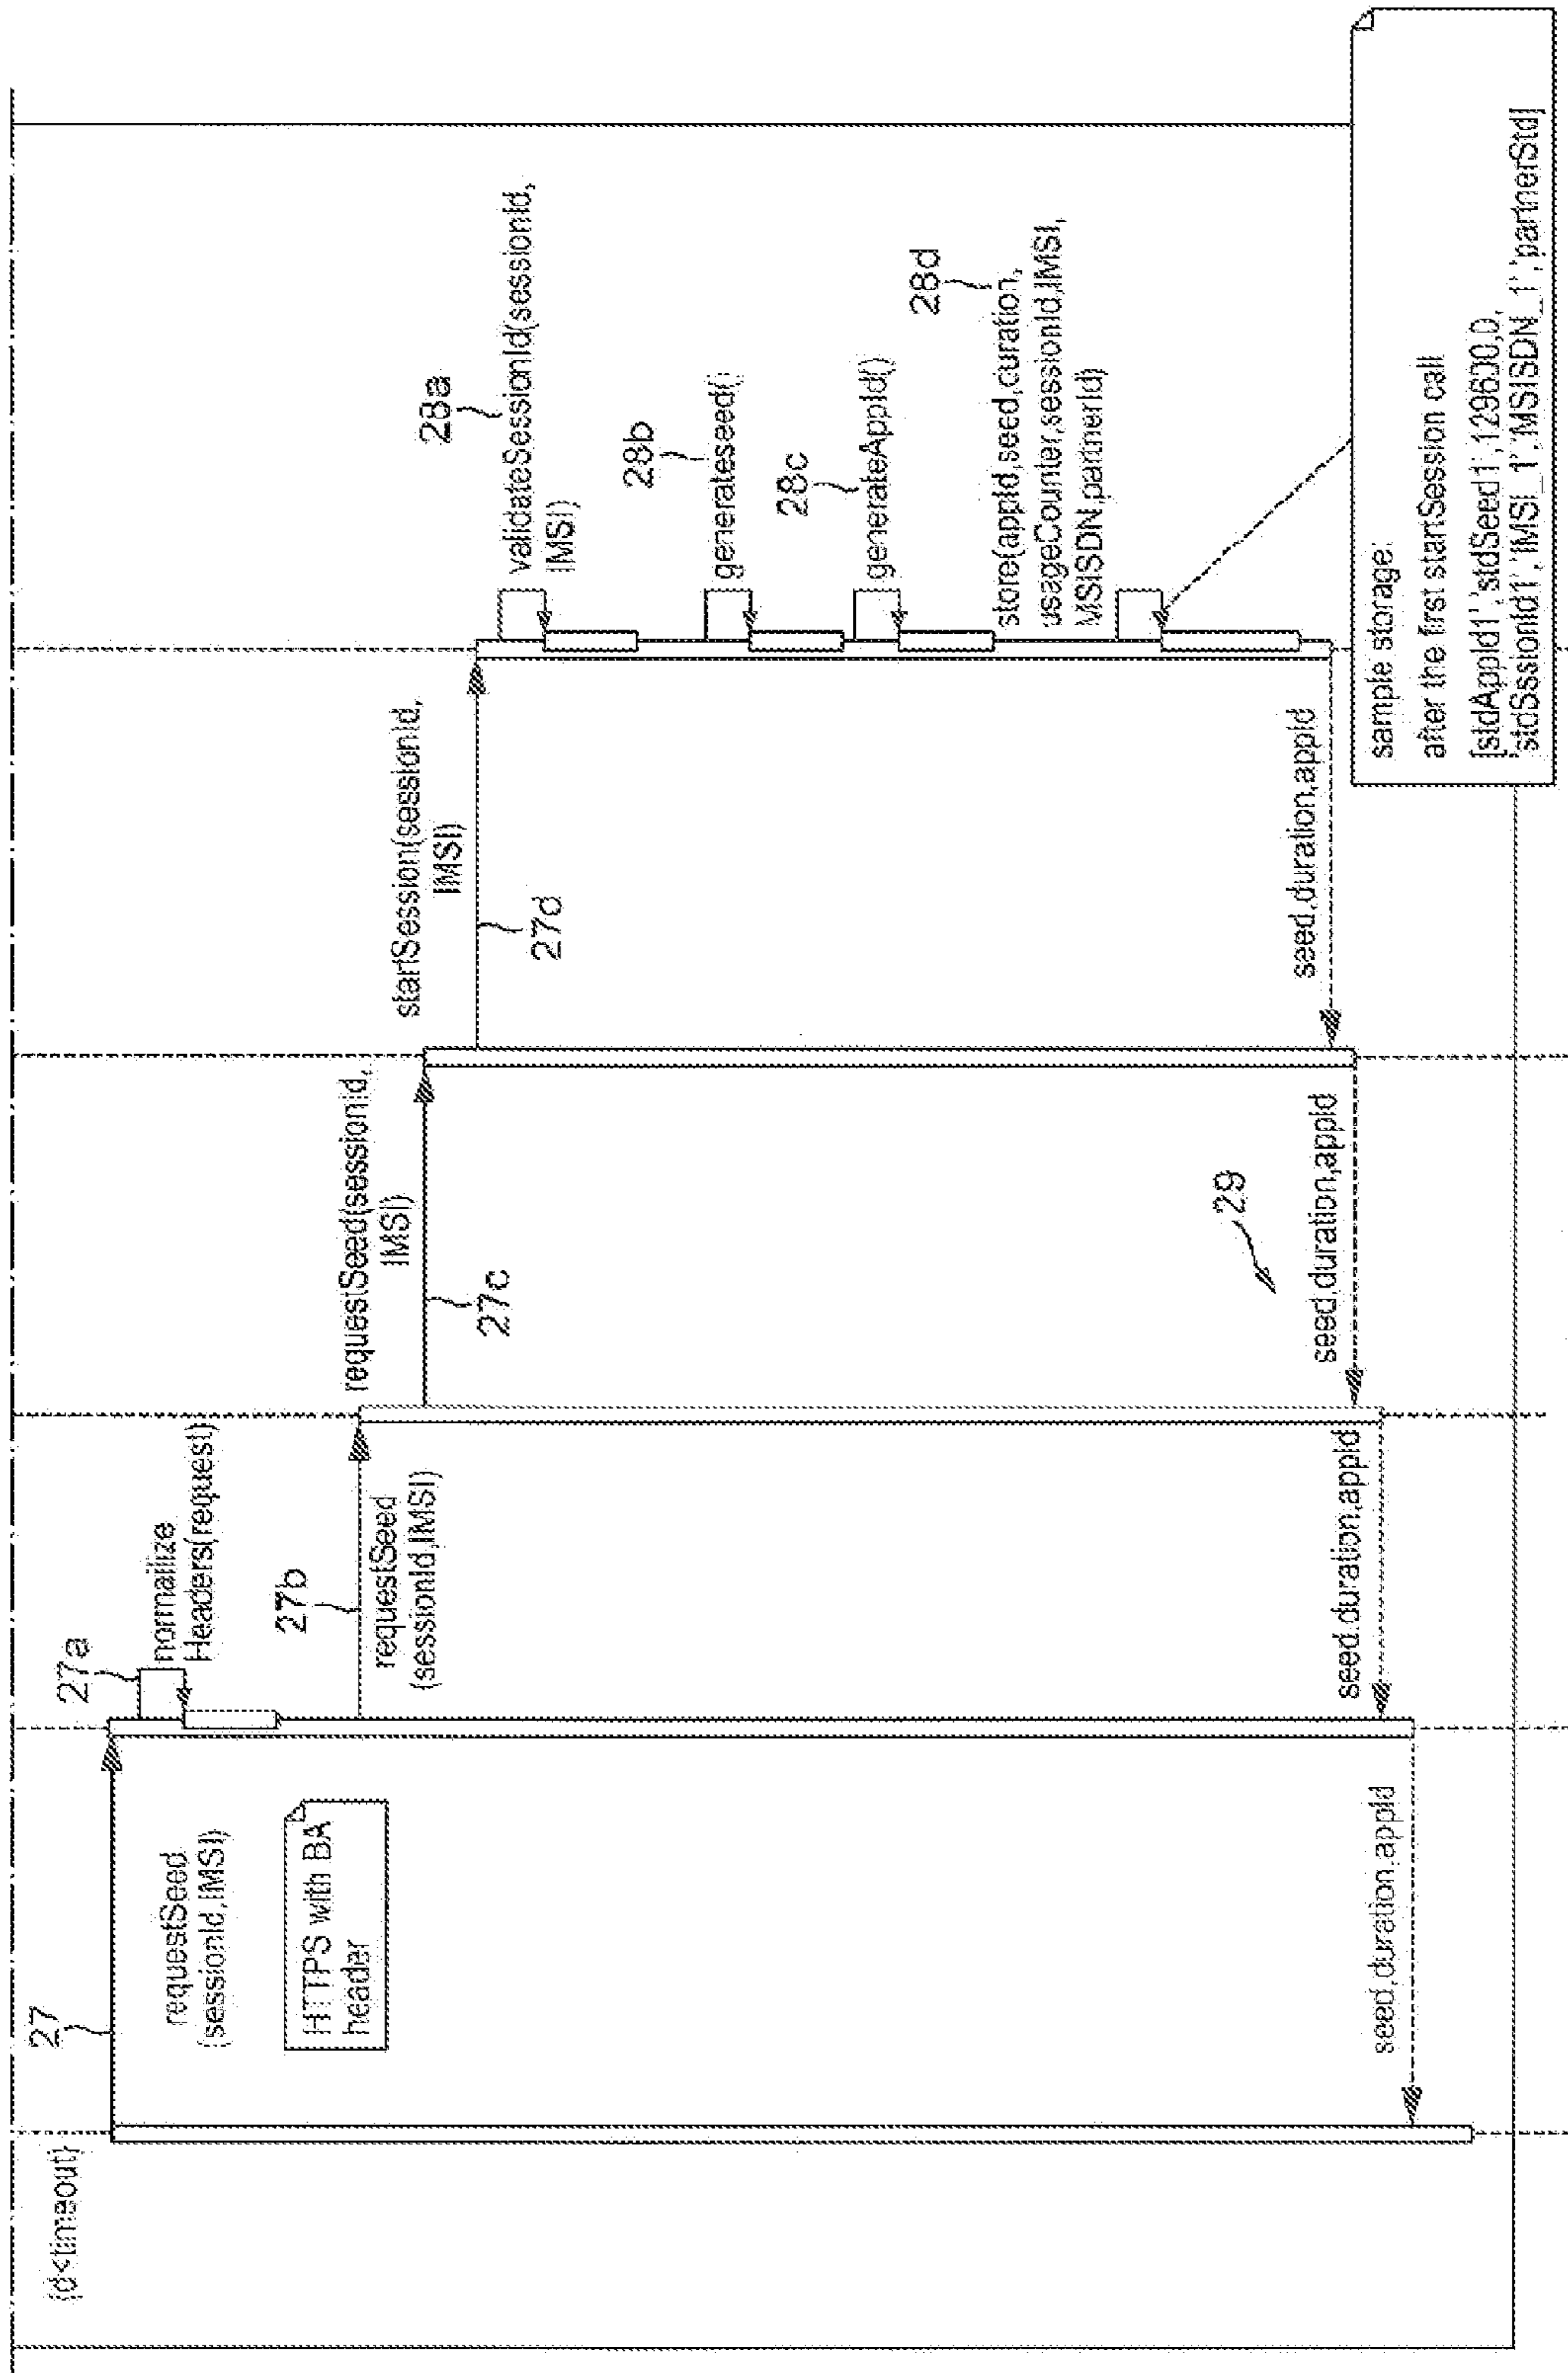 {d<timeout}
27
requestSeed
(sessionId,IMSI)
HTTPS with BA
header
27a
normailize
Headers(request)
27b
requestSeed
(sessionId,IMSI)
requestSeed(sessionId,
IMSI)
27c
startSession(sessionId,
IMSI)
27d
28a
validateSessionId(sessionId,
IMSI)
28b
generateseed()
28c
generateAppId()
28d
store(appId,seed,duration,
usageCounter,sessionId,IMSI,
MSISDN,partnerId)
seed,duration,appId
seed,duration,appId
29
seed,duration,appId
seed,duration,appId
sample storage:
after the first startSession call
[stdAppId1','stdSeed1',129600,0,
'stdSssionId1','IMSI_1','MSISDN_1','partnerStd]